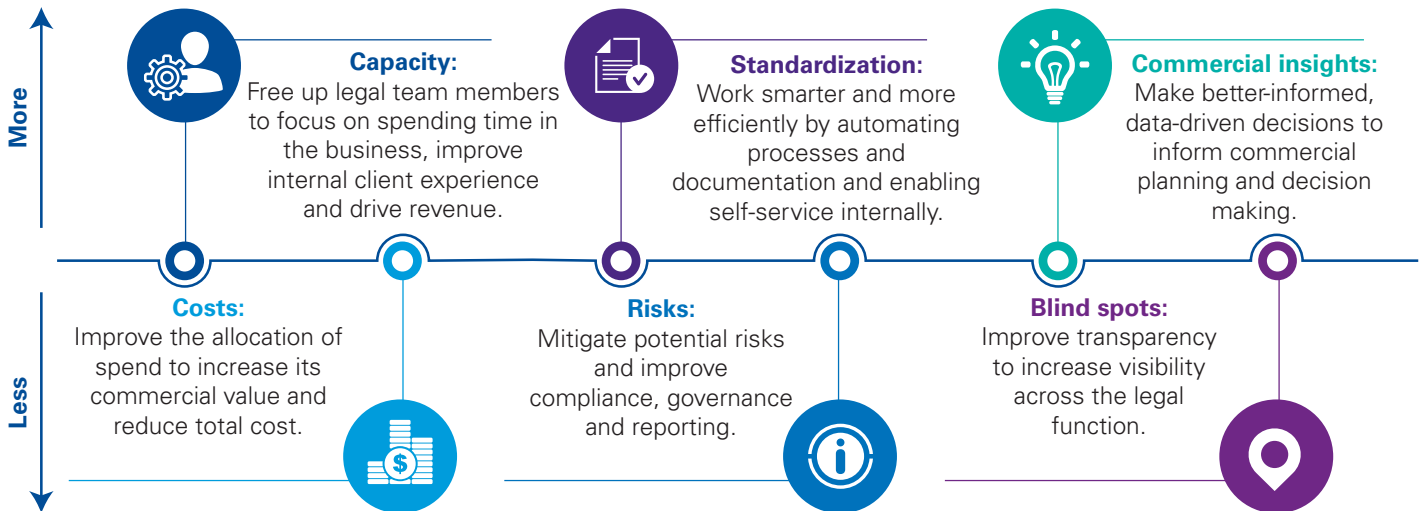 More
Capacity:
Free up legal team members
to focus on spending time in
the business, improve
internal client experience
and drive revenue.
Standardization:
Work smarter and more
efficiently by automating
processes and
documentation and enabling
self-service internally.
Commercial insights:
Make better-informed,
data-driven decisions to
inform commercial
planning and decision
making.
Less
Costs:
Improve the allocation of
spend to increase its
commercial value and
reduce total cost.
$
Risks:
Mitigate potential risks
and improve
compliance, governance
and reporting.
i
Blind spots:
Improve transparency
to increase visibility
across the legal
function.